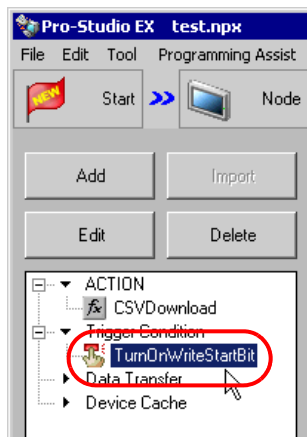 Pro-Studio EX test.npx
File Edit Tool Programming Assist
NEW Start Node
Add Import
Edit Delete
ACTION
fx CSVDownload
Trigger Condition
TurnOnWriteStartBit
Data Transfer
Device Cache